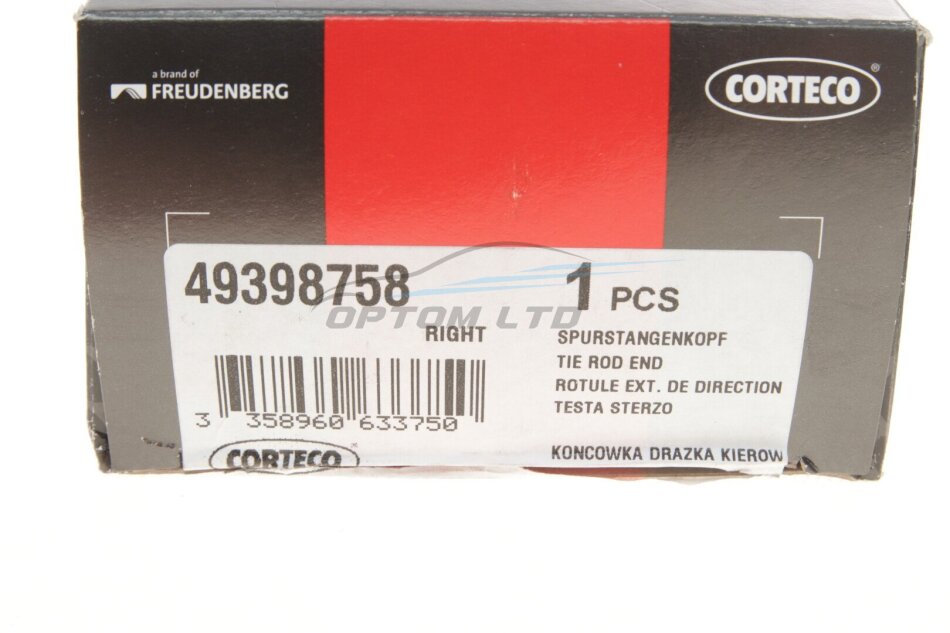 a brand of
FREUDENBERG
CORTECO®
49398758
1 PCS
OPTOM LTD
RIGHT
SPURSTANGENKOPF
TIE ROD END
ROTULE EXT. DE DIRECTION
TESTA STERZO
3 358960 633750
CORTECO®
KONCOWKA DRAZKA KIEROW